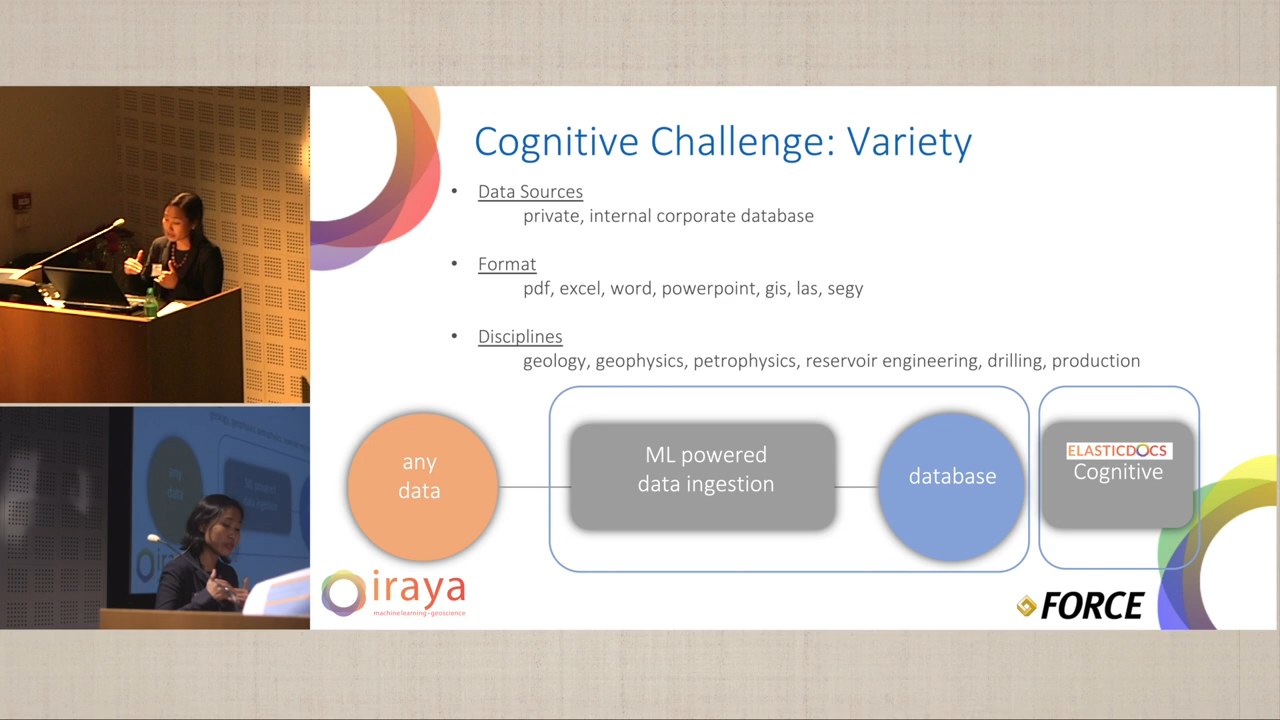 Cognitive Challenge: Variety
• Data Sources
private, internal corporate database
• Format
pdf, excel, word, powerpoint, gis, las, segy
• Disciplines
geology, geophysics, petrophysics, reservoir engineering, drilling, production
any
data
ML powered
data ingestion
database
ELASTICDOCS
Cognitive
iraya
machine learning • geoscience
FORCE
any
data